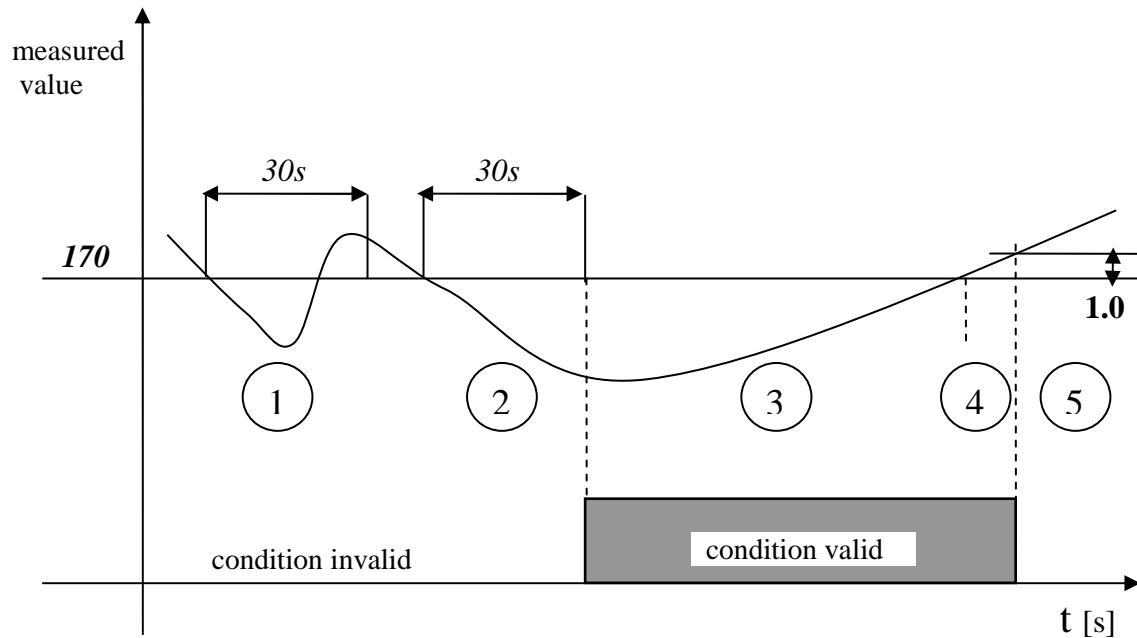 measured
value
30s
30s
170
1.0
1
2
3
4
5
condition invalid
condition valid
t [s]